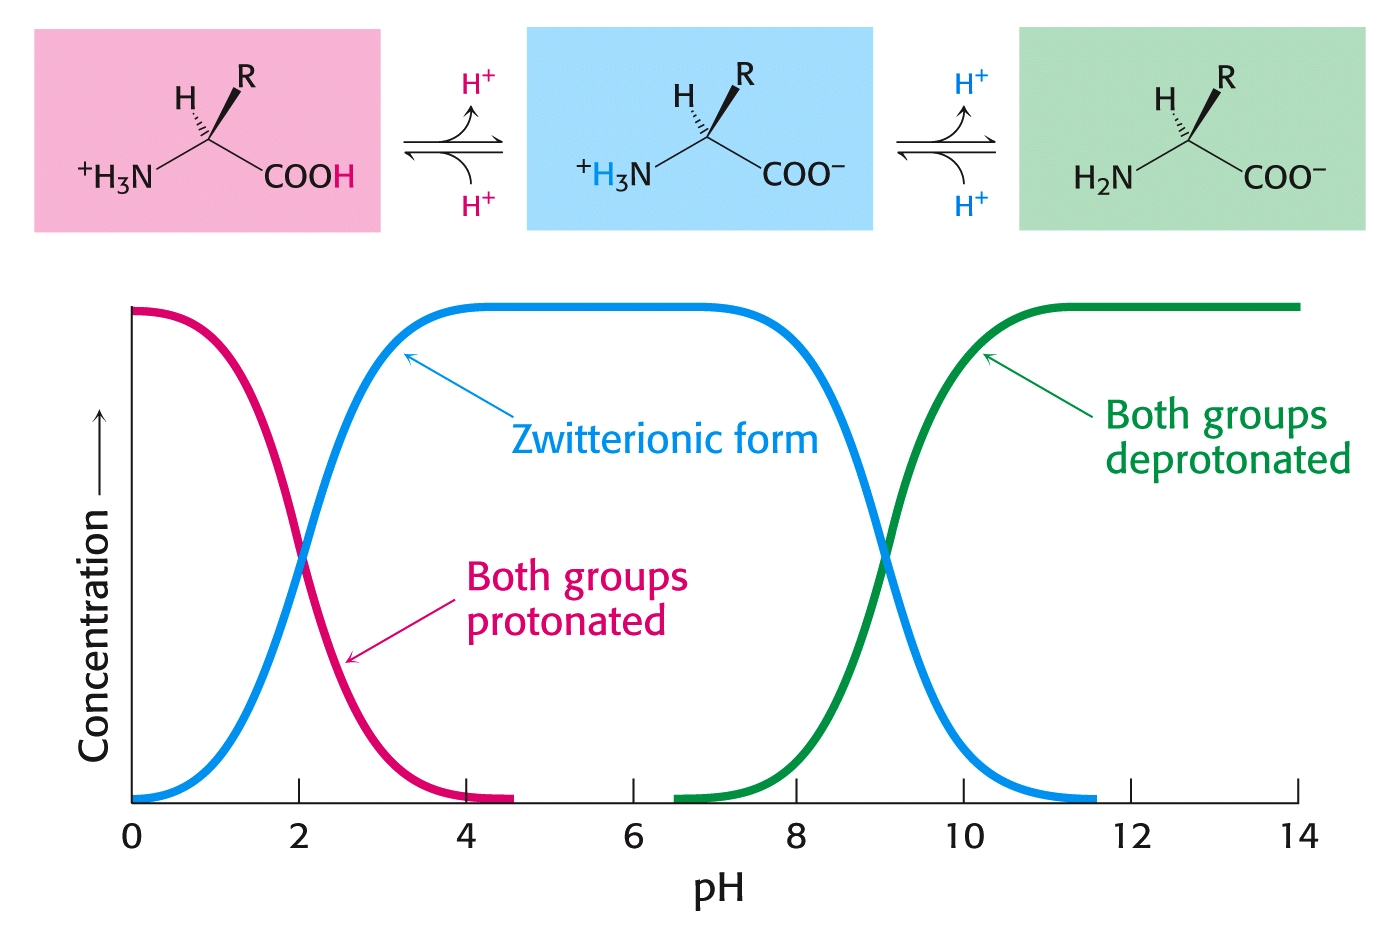 H R
⁺H₃N COOH
H⁺
H⁺
H R
⁺H₃N COO⁻
H⁺
H⁺
H R
H₂N COO⁻
Concentration
Zwitterionic form
Both groups
protonated
Both groups
deprotonated
0 2 4 6 8 10 12 14
pH